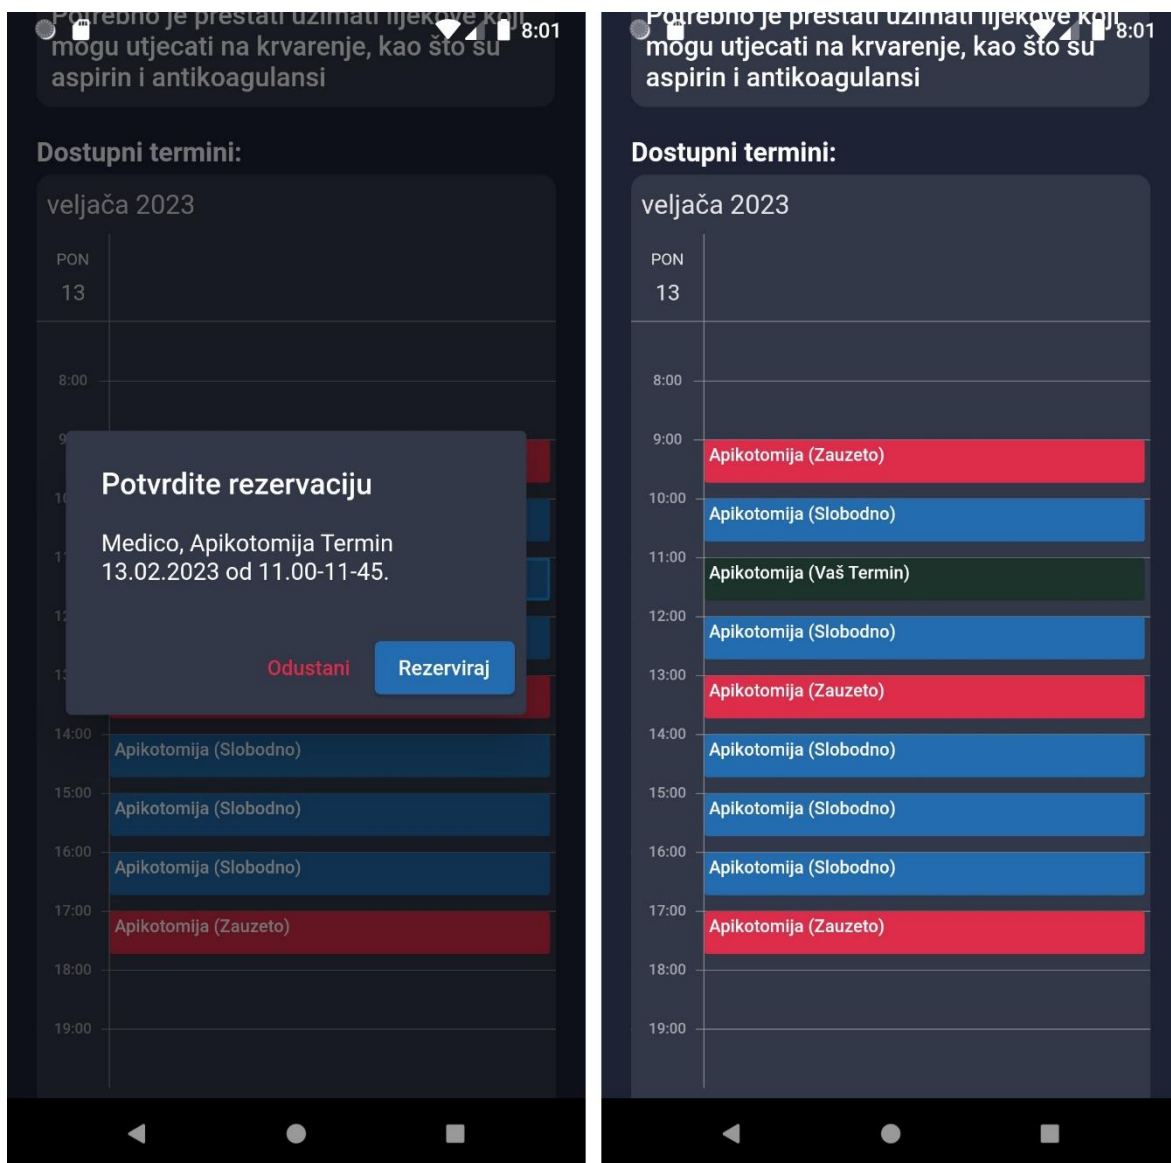 Potrebno je prestati uzimati lijekove koji
8:01
mogu utjecati na krvarenje, kao što su
aspirin i antikoagulansi
Dostupni termini:
veljača 2023
PON
13
8:00
Potvrdite rezervaciju
Medico, Apikotomija Termin
13.02.2023 od 11.00-11-45.
Odustani
Rezerviraj
14:00
Apikotomija (Slobodno)
15:00
Apikotomija (Slobodno)
16:00
Apikotomija (Slobodno)
17:00
Apikotomija (Zauzeto)
18:00
19:00
Potrebno je prestati uzimati lijekove koji
8:01
mogu utjecati na krvarenje, kao što su
aspirin i antikoagulansi
Dostupni termini:
veljača 2023
PON
13
8:00
9:00
Apikotomija (Zauzeto)
10:00
Apikotomija (Slobodno)
11:00
Apikotomija (Vaš Termin)
12:00
Apikotomija (Slobodno)
13:00
Apikotomija (Zauzeto)
14:00
Apikotomija (Slobodno)
15:00
Apikotomija (Slobodno)
16:00
Apikotomija (Slobodno)
17:00
Apikotomija (Zauzeto)
18:00
19:00